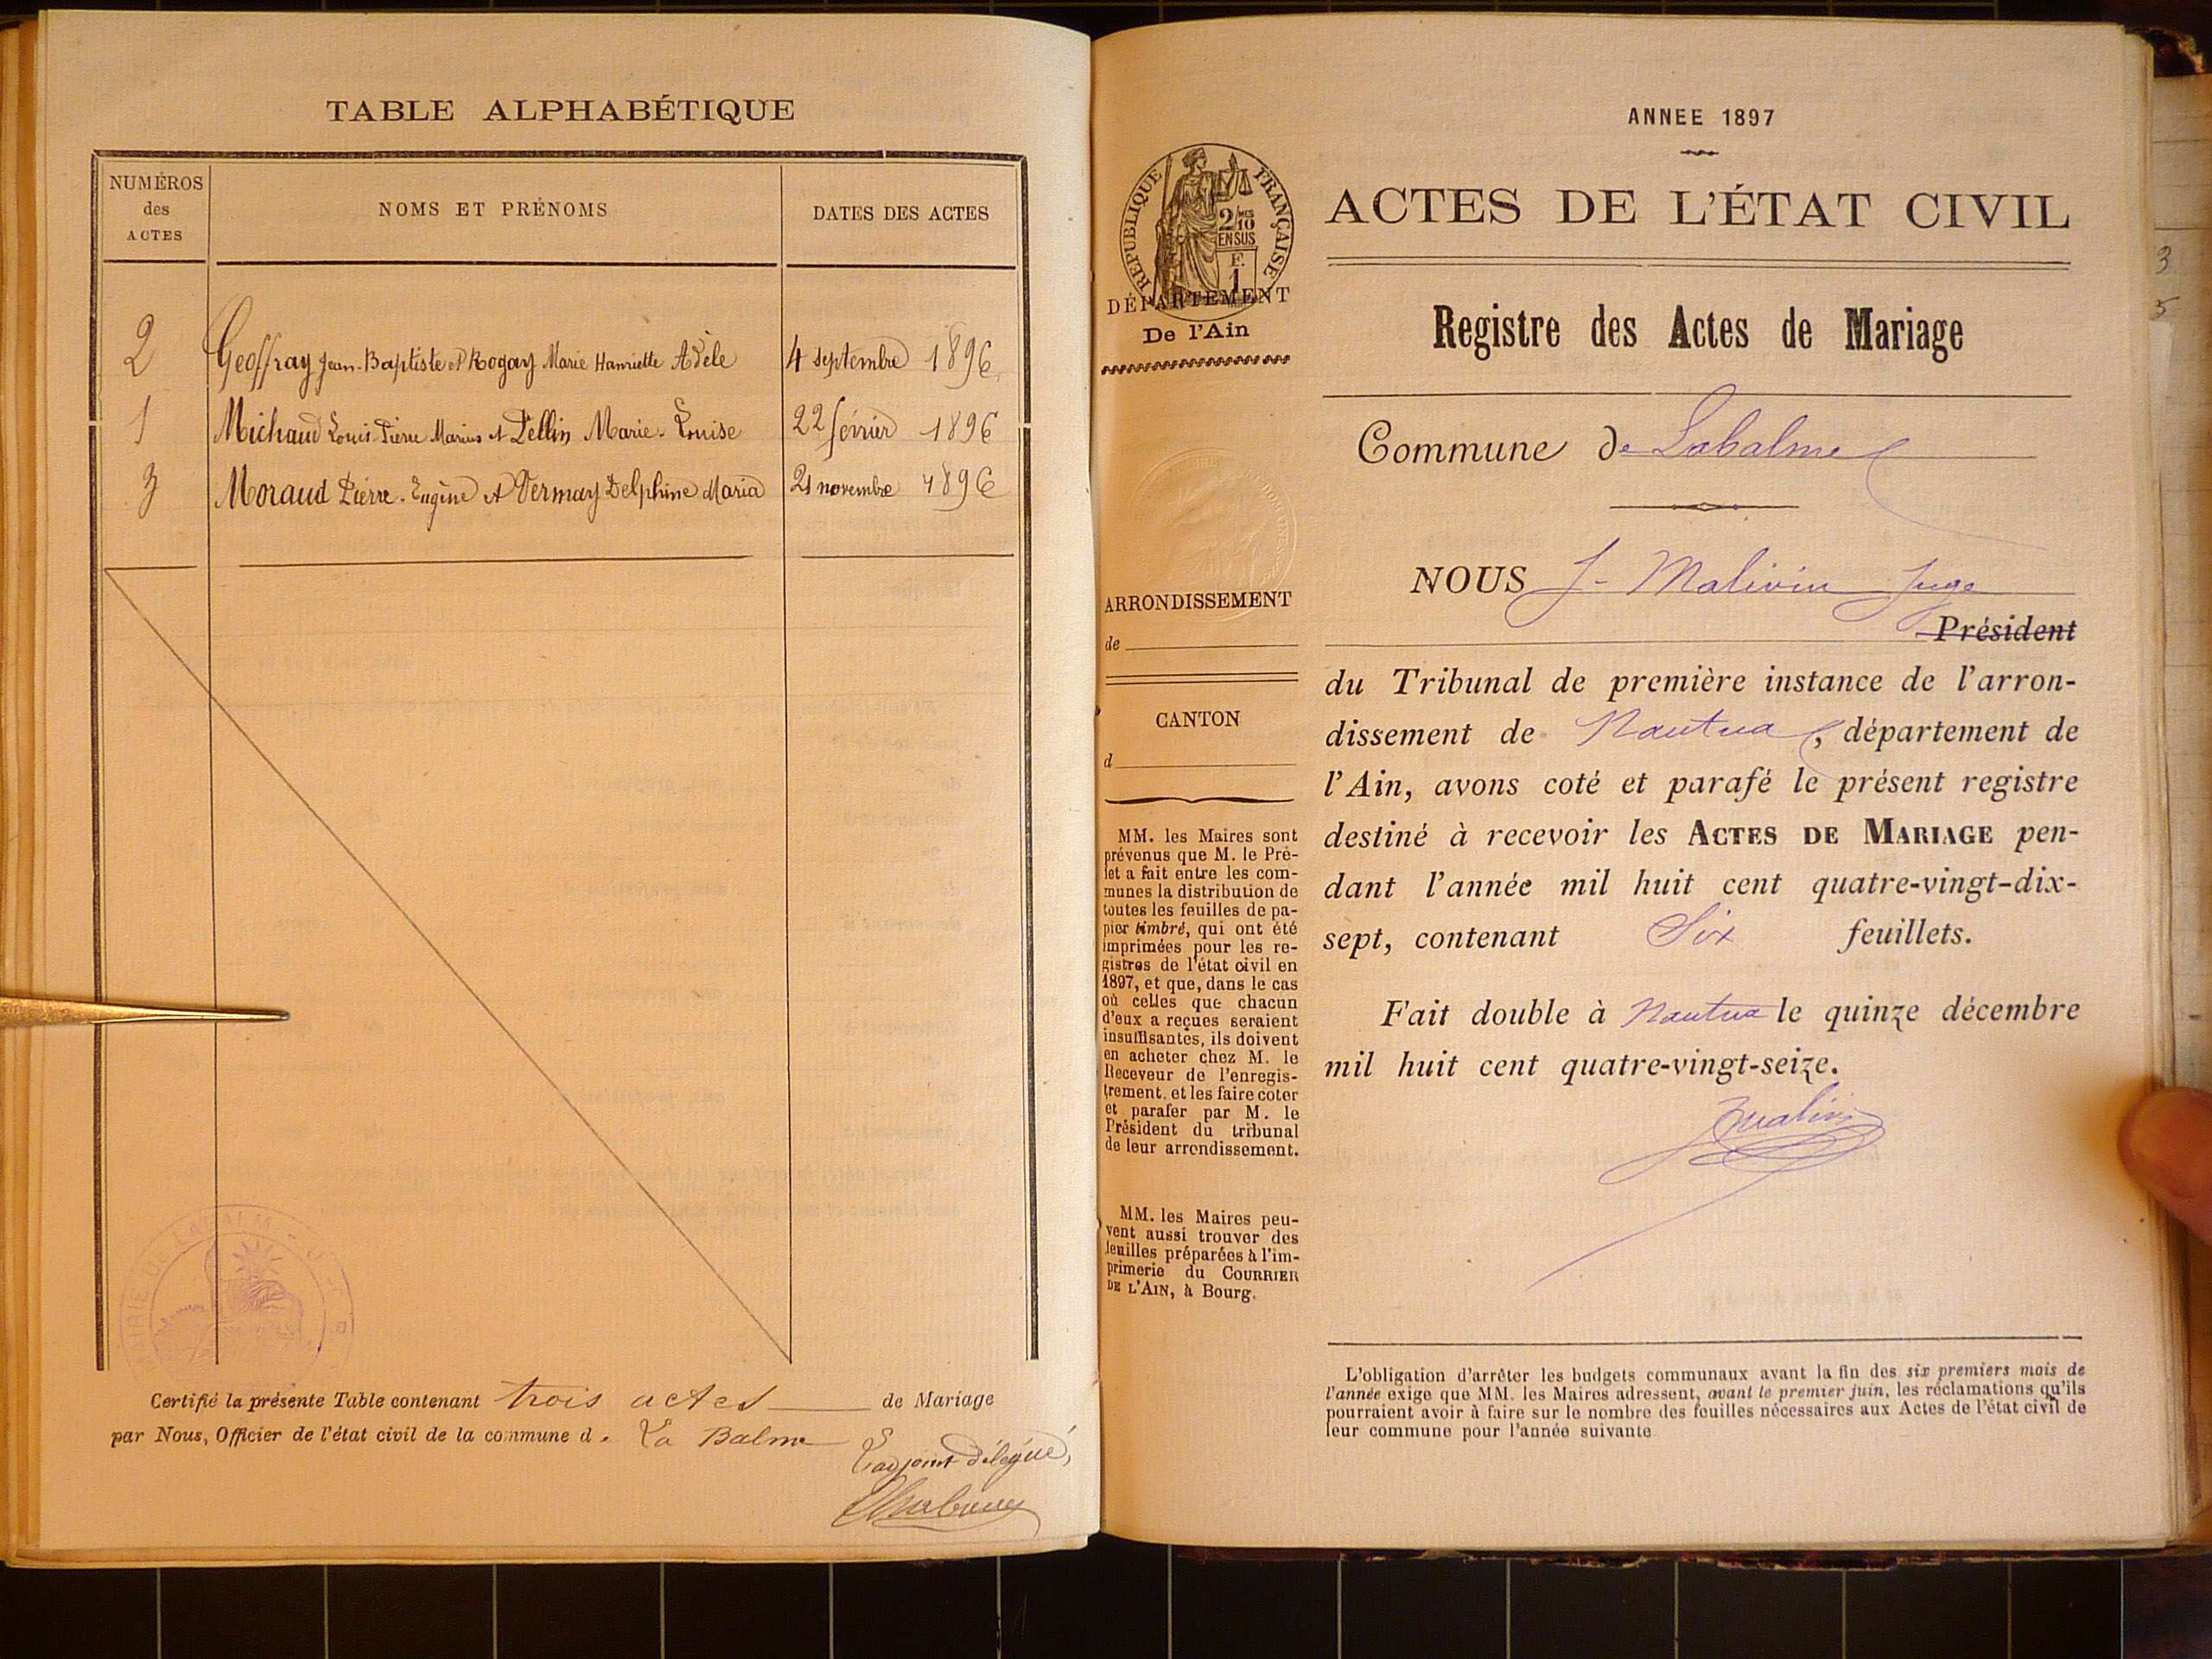 TABLE ALPHABÉTIQUE
NUMÉROS
des
ACTES
NOMS ET PRÉNOMS
DATES DES ACTES
2 Geoffray Jean-Baptiste et Rogay Marie Hanriette Adèle 4 septembre 1896
1 Michaud Louis-Pierre Marius et Pellin Marie-Louise 22 février 1896
3 Moraud Pierre-Eugène et Vermay Delphine Maria 21 novembre 1896
Certifié la présente Table contenant trois actes de Mariage
par Nous, Officier de l'état civil de la commune d. La Balme
L'adjoint délégué,
ANNEE 1897
RÉPUBLIQUE FRANÇAISE
2/10
EN SUS
F.
1
DÉPARTEMENT
De l'Ain
ARRONDISSEMENT
de
CANTON
d
MM. les Maires sont
prévenus que M. le Pré-
fet a fait entre les com-
munes la distribution de
toutes les feuilles de pa-
pier timbré, qui ont été
imprimées pour les re-
gistres de l'état civil en
1897, et que, dans le cas
où celles que chacun
d'eux a reçues seraient
insuffisantes, ils doivent
en acheter chez M. le
Receveur de l'enregis-
trement, et les faire coter
et parafer par M. le
Président du tribunal
de leur arrondissement.
MM. les Maires peu-
vent aussi trouver des
feuilles préparées à l'im-
primerie du COURRIER
DE L'AIN, à Bourg.
ACTES DE L'ÉTAT CIVIL
Registre des Actes de Mariage
Commune de Labalme
NOUS J. Malivin Juge
Président
du Tribunal de première instance de l'arron-
dissement de Nantua, département de
l'Ain, avons coté et parafé le présent registre
destiné à recevoir les ACTES DE MARIAGE pen-
dant l'année mil huit cent quatre-vingt-dix-
sept, contenant Six feuillets.
Fait double à Nantua le quinze décembre
mil huit cent quatre-vingt-seize.
L'obligation d'arrêter les budgets communaux avant la fin des six premiers mois de
l'année exige que MM. les Maires adressent, avant le premier juin, les réclamations qu'ils
pourraient avoir à faire sur le nombre des feuilles nécessaires aux Actes de l'état civil de
leur commune pour l'année suivante
3
5